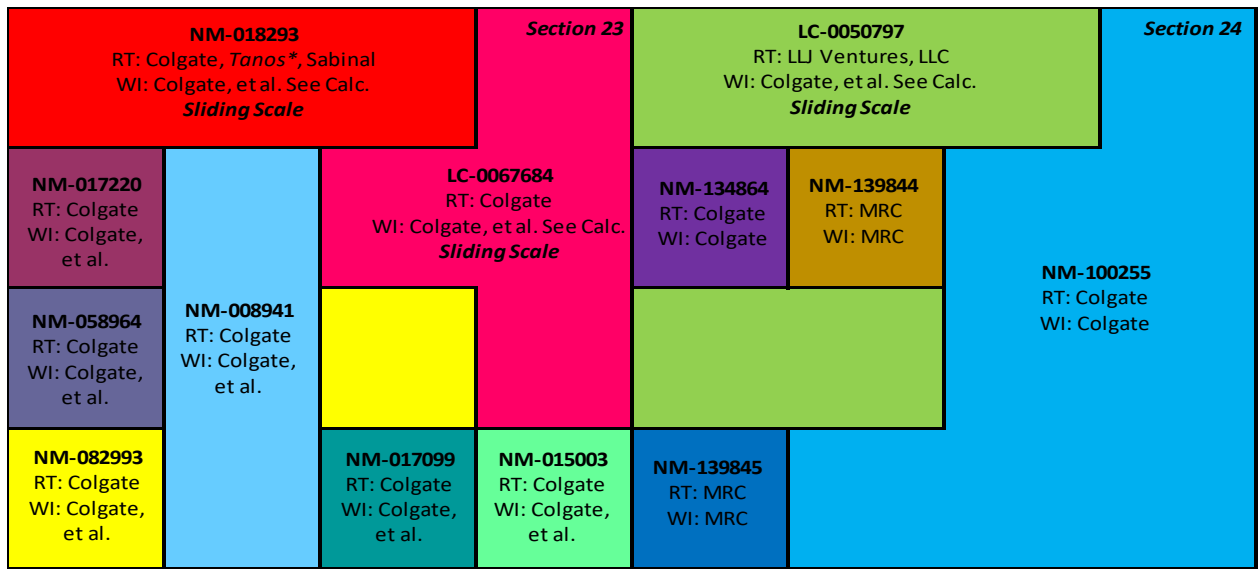 NM-018293
RT: Colgate, Tanos*, Sabinal
WI: Colgate, et al. See Calc.
Sliding Scale
Section 23
LC-0050797
RT: LLJ Ventures, LLC
WI: Colgate, et al. See Calc.
Sliding Scale
Section 24
NM-017220
RT: Colgate
WI: Colgate,
et al.
NM-008941
RT: Colgate
WI: Colgate,
et al.
LC-0067684
RT: Colgate
WI: Colgate, et al. See Calc.
Sliding Scale
NM-134864
RT: Colgate
WI: Colgate
NM-139844
RT: MRC
WI: MRC
NM-100255
RT: Colgate
WI: Colgate
NM-058964
RT: Colgate
WI: Colgate,
et al.
NM-082993
RT: Colgate
WI: Colgate,
et al.
NM-017099
RT: Colgate
WI: Colgate,
et al.
NM-015003
RT: Colgate
WI: Colgate,
et al.
NM-139845
RT: MRC
WI: MRC